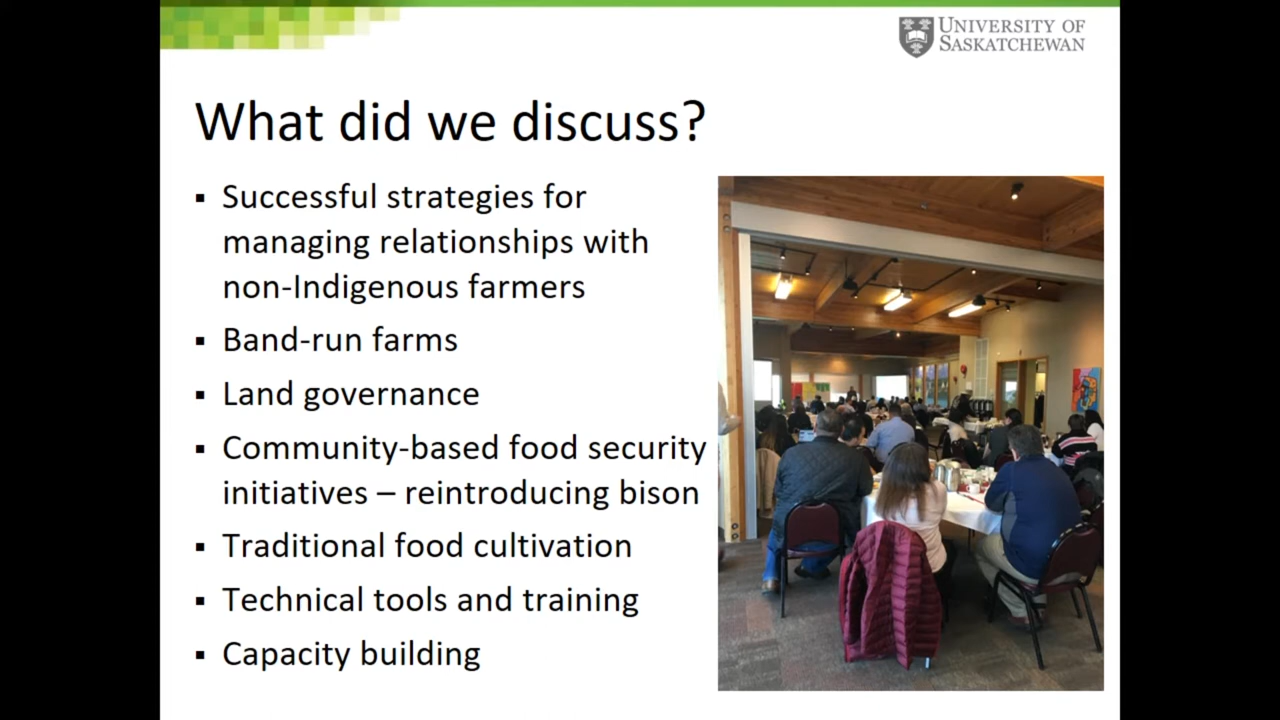 UNIVERSITY OF
SASKATCHEWAN
What did we discuss?
▪ Successful strategies for
managing relationships with
non-Indigenous farmers
▪ Band-run farms
▪ Land governance
▪ Community-based food security
initiatives – reintroducing bison
▪ Traditional food cultivation
▪ Technical tools and training
▪ Capacity building